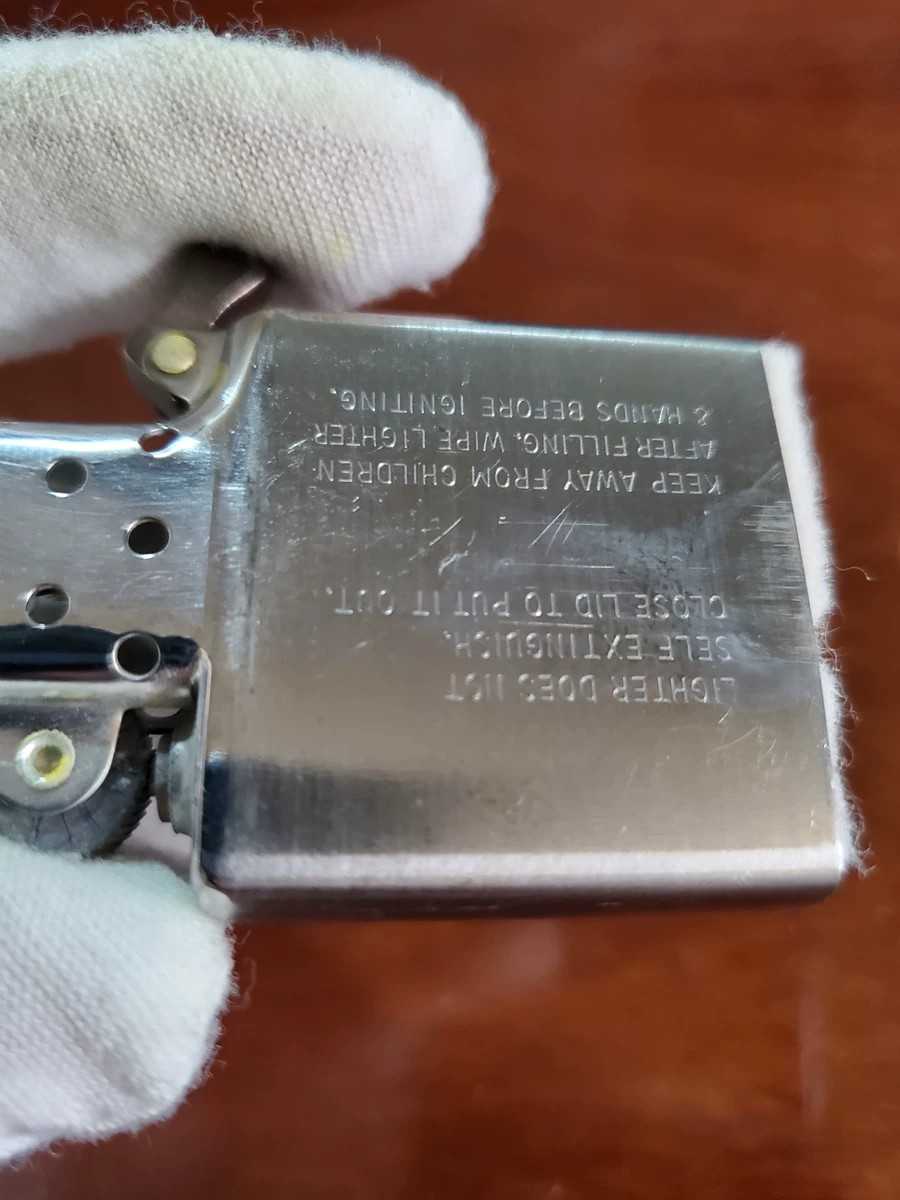 LIGHTER DOES NOT
SELF EXTINGUISH.
CLOSE LID TO PUT IT OUT.
KEEP AWAY FROM CHILDREN.
AFTER FILLING, WIPE LIGHTER
& HANDS BEFORE IGNITING.